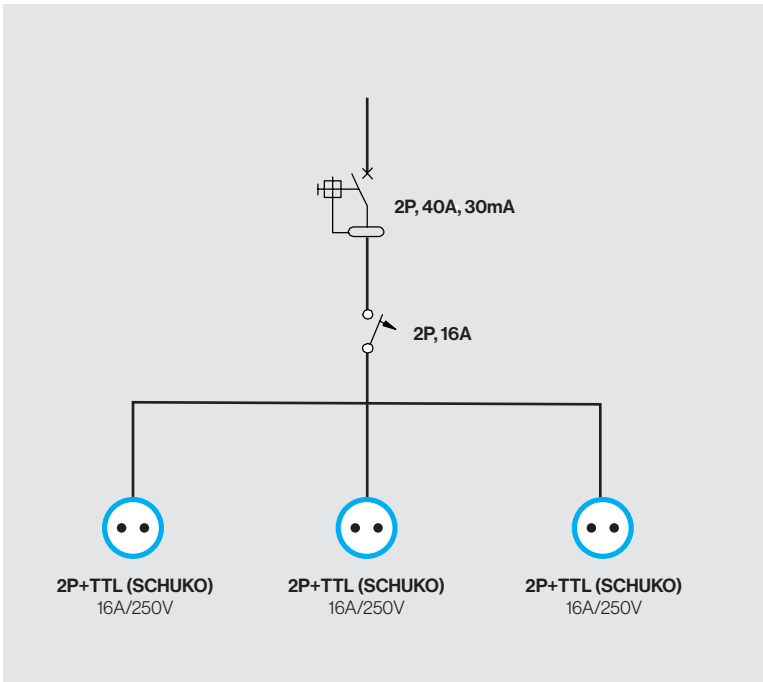 2P, 40A, 30mA
2P, 16A
2P+TTL (SCHUKO)
16A/250V
2P+TTL (SCHUKO)
16A/250V
2P+TTL (SCHUKO)
16A/250V